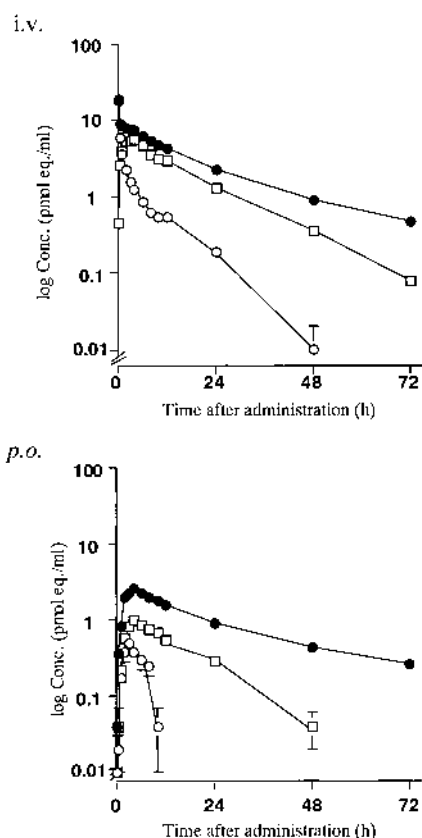 i.v.
100
10
1
0.1
0.01
log Conc. (pmol eq./ml)
0 24 48 72
Time after administration (h)
p.o.
100
10
1
0.1
0.01
log Conc. (pmol eq./ml)
0 24 48 72
Time after administration (h)